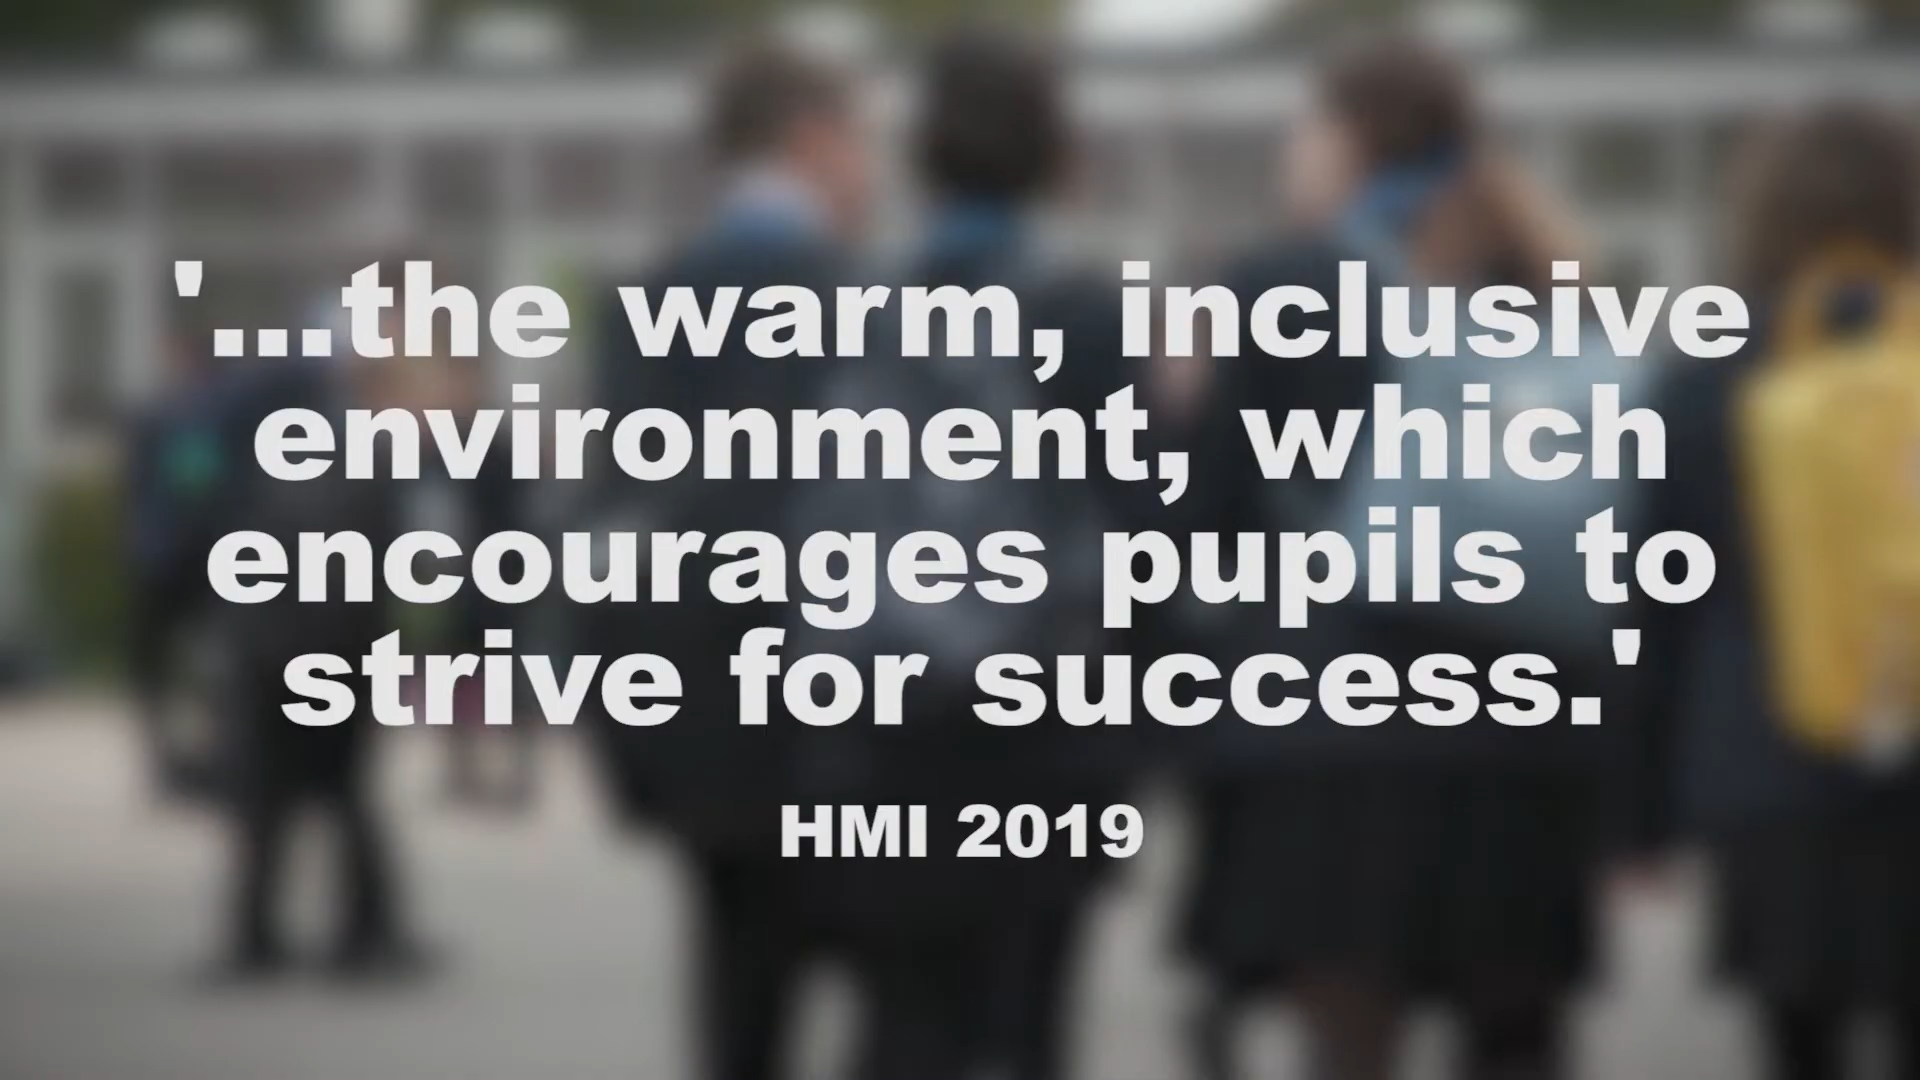 '...the warm, inclusive
environment, which
encourages pupils to
strive for success.'
HMI 2019